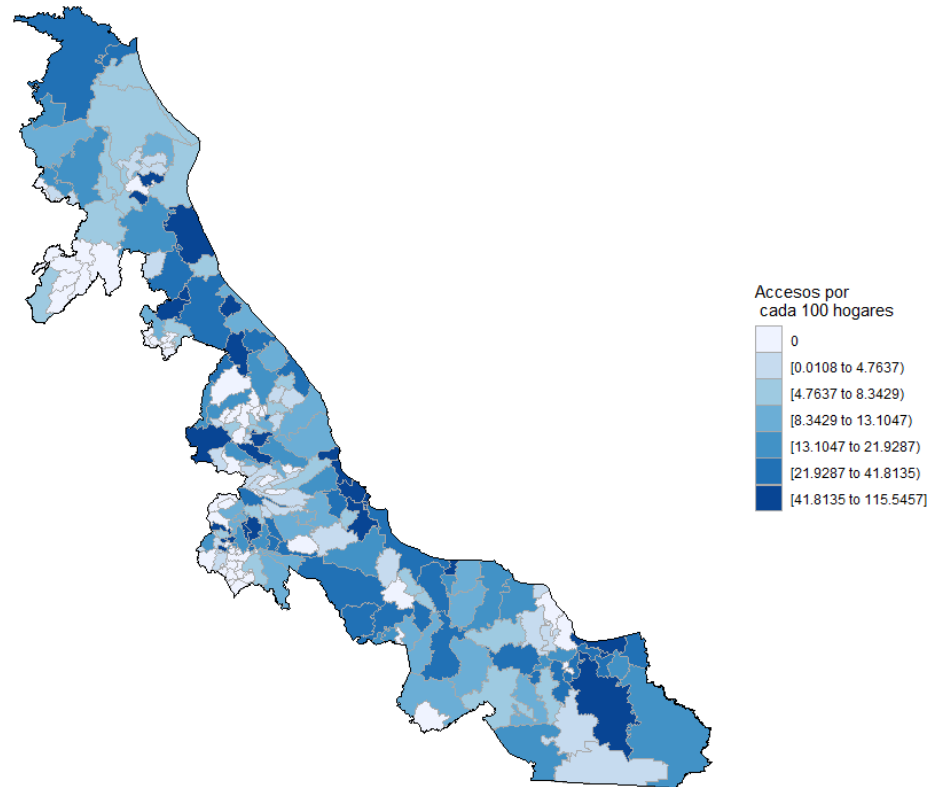 Accesos por
cada 100 hogares
0
[0.0108 to 4.7637)
[4.7637 to 8.3429)
[8.3429 to 13.1047)
[13.1047 to 21.9287)
[21.9287 to 41.8135)
[41.8135 to 115.5457]